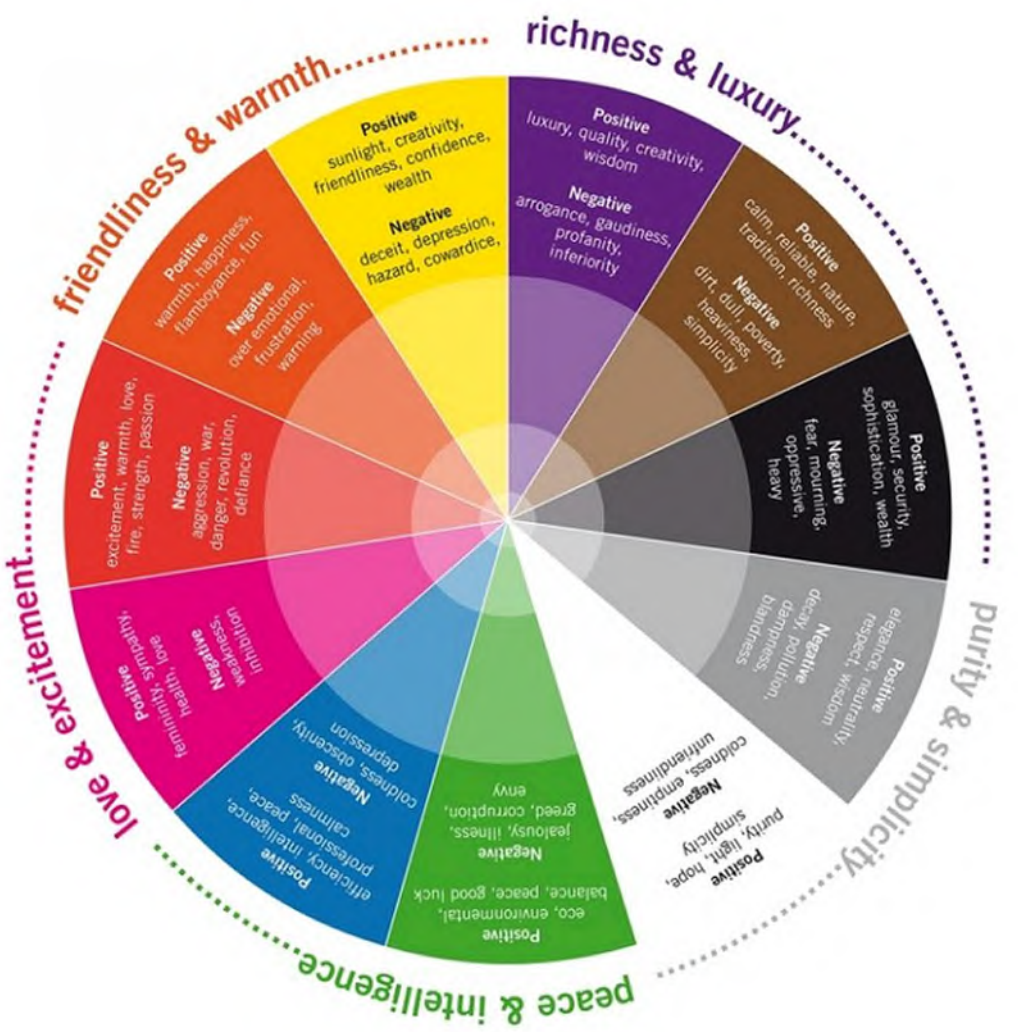 richness & luxury
Positive
luxury, quality, creativity,
wisdom
Negative
arrogance, gaudiness,
profanity,
inferiority
Positive
calm, reliable, nature,
tradition, richness
Negative
dirt, dull, poverty,
heaviness,
simplicity
Positive
glamour, security,
sophistication, wealth
Negative
fear, mourning,
oppressive,
heavy
purity & simplicity
Positive
elegance, neutrality,
respect, wisdom
Negative
decay, pollution,
dampness,
blandness
Positive
purity, light, hope,
simplicity
Negative
coldness, emptiness,
unfriendliness
peace & intelligence
Positive
eco, environmental,
balance, peace, good luck
Negative
jealousy, illness,
greed, corruption,
envy
Positive
efficiency, intelligence,
professional, peace,
calmness
Negative
coldness, obscenity,
depression
love & excitement
Positive
femininity, sympathy,
health, love
Negative
weakness,
inhibition
Positive
excitement, warmth, love,
fire, strength, passion
Negative
aggression, war,
danger, revolution,
defiance
friendliness & warmth
Positive
warmth, happiness,
flamboyance, fun
Negative
over emotional,
frustration,
warning
Positive
sunlight, creativity,
friendliness, confidence,
wealth
Negative
deceit, depression,
hazard, cowardice,